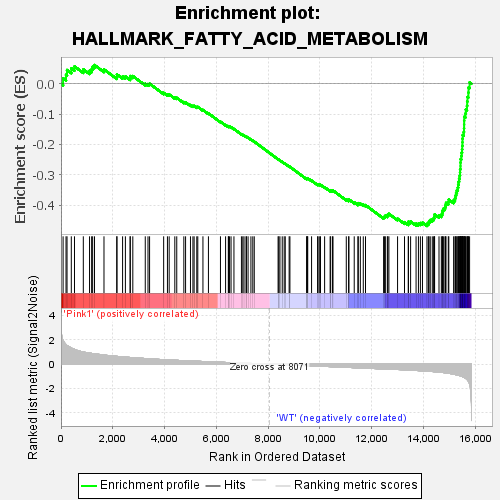 Enrichment plot:
HALLMARK_FATTY_ACID_METABOLISM
Enrichment score (ES)
0.0
-0.1
-0.2
-0.3
-0.4
Ranked list metric (Signal2Noise)
4
2
0
-2
-4
'Pink1' (positively correlated)
Zero cross at 8071
'WT' (negatively correlated)
0
2,000
4,000
6,000
8,000
10,000
12,000
14,000
16,000
Rank in Ordered Dataset
Enrichment profile
Hits
Ranking metric scores